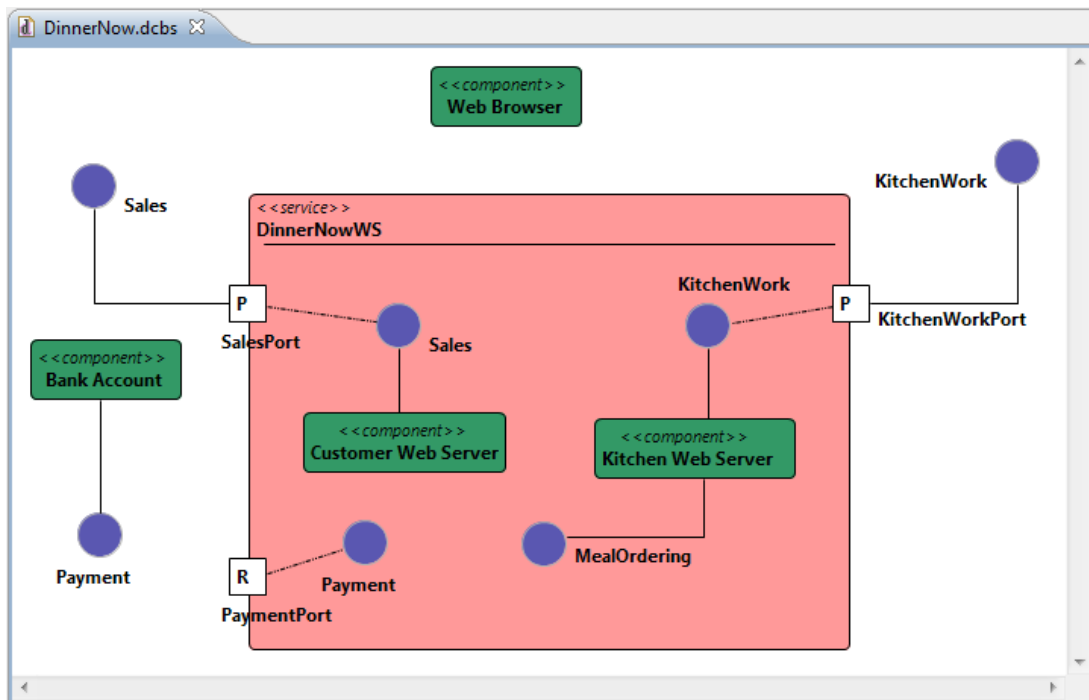 DinnerNow.dcbs
<<component>>
Web Browser
KitchenWork
Sales
<<service>>
DinnerNowWS
KitchenWork
P
P
SalesPort
KitchenWorkPort
Sales
<<component>>
Bank Account
<<component>>
Customer Web Server
<<component>>
Kitchen Web Server
MealOrdering
Payment
R
Payment
PaymentPort